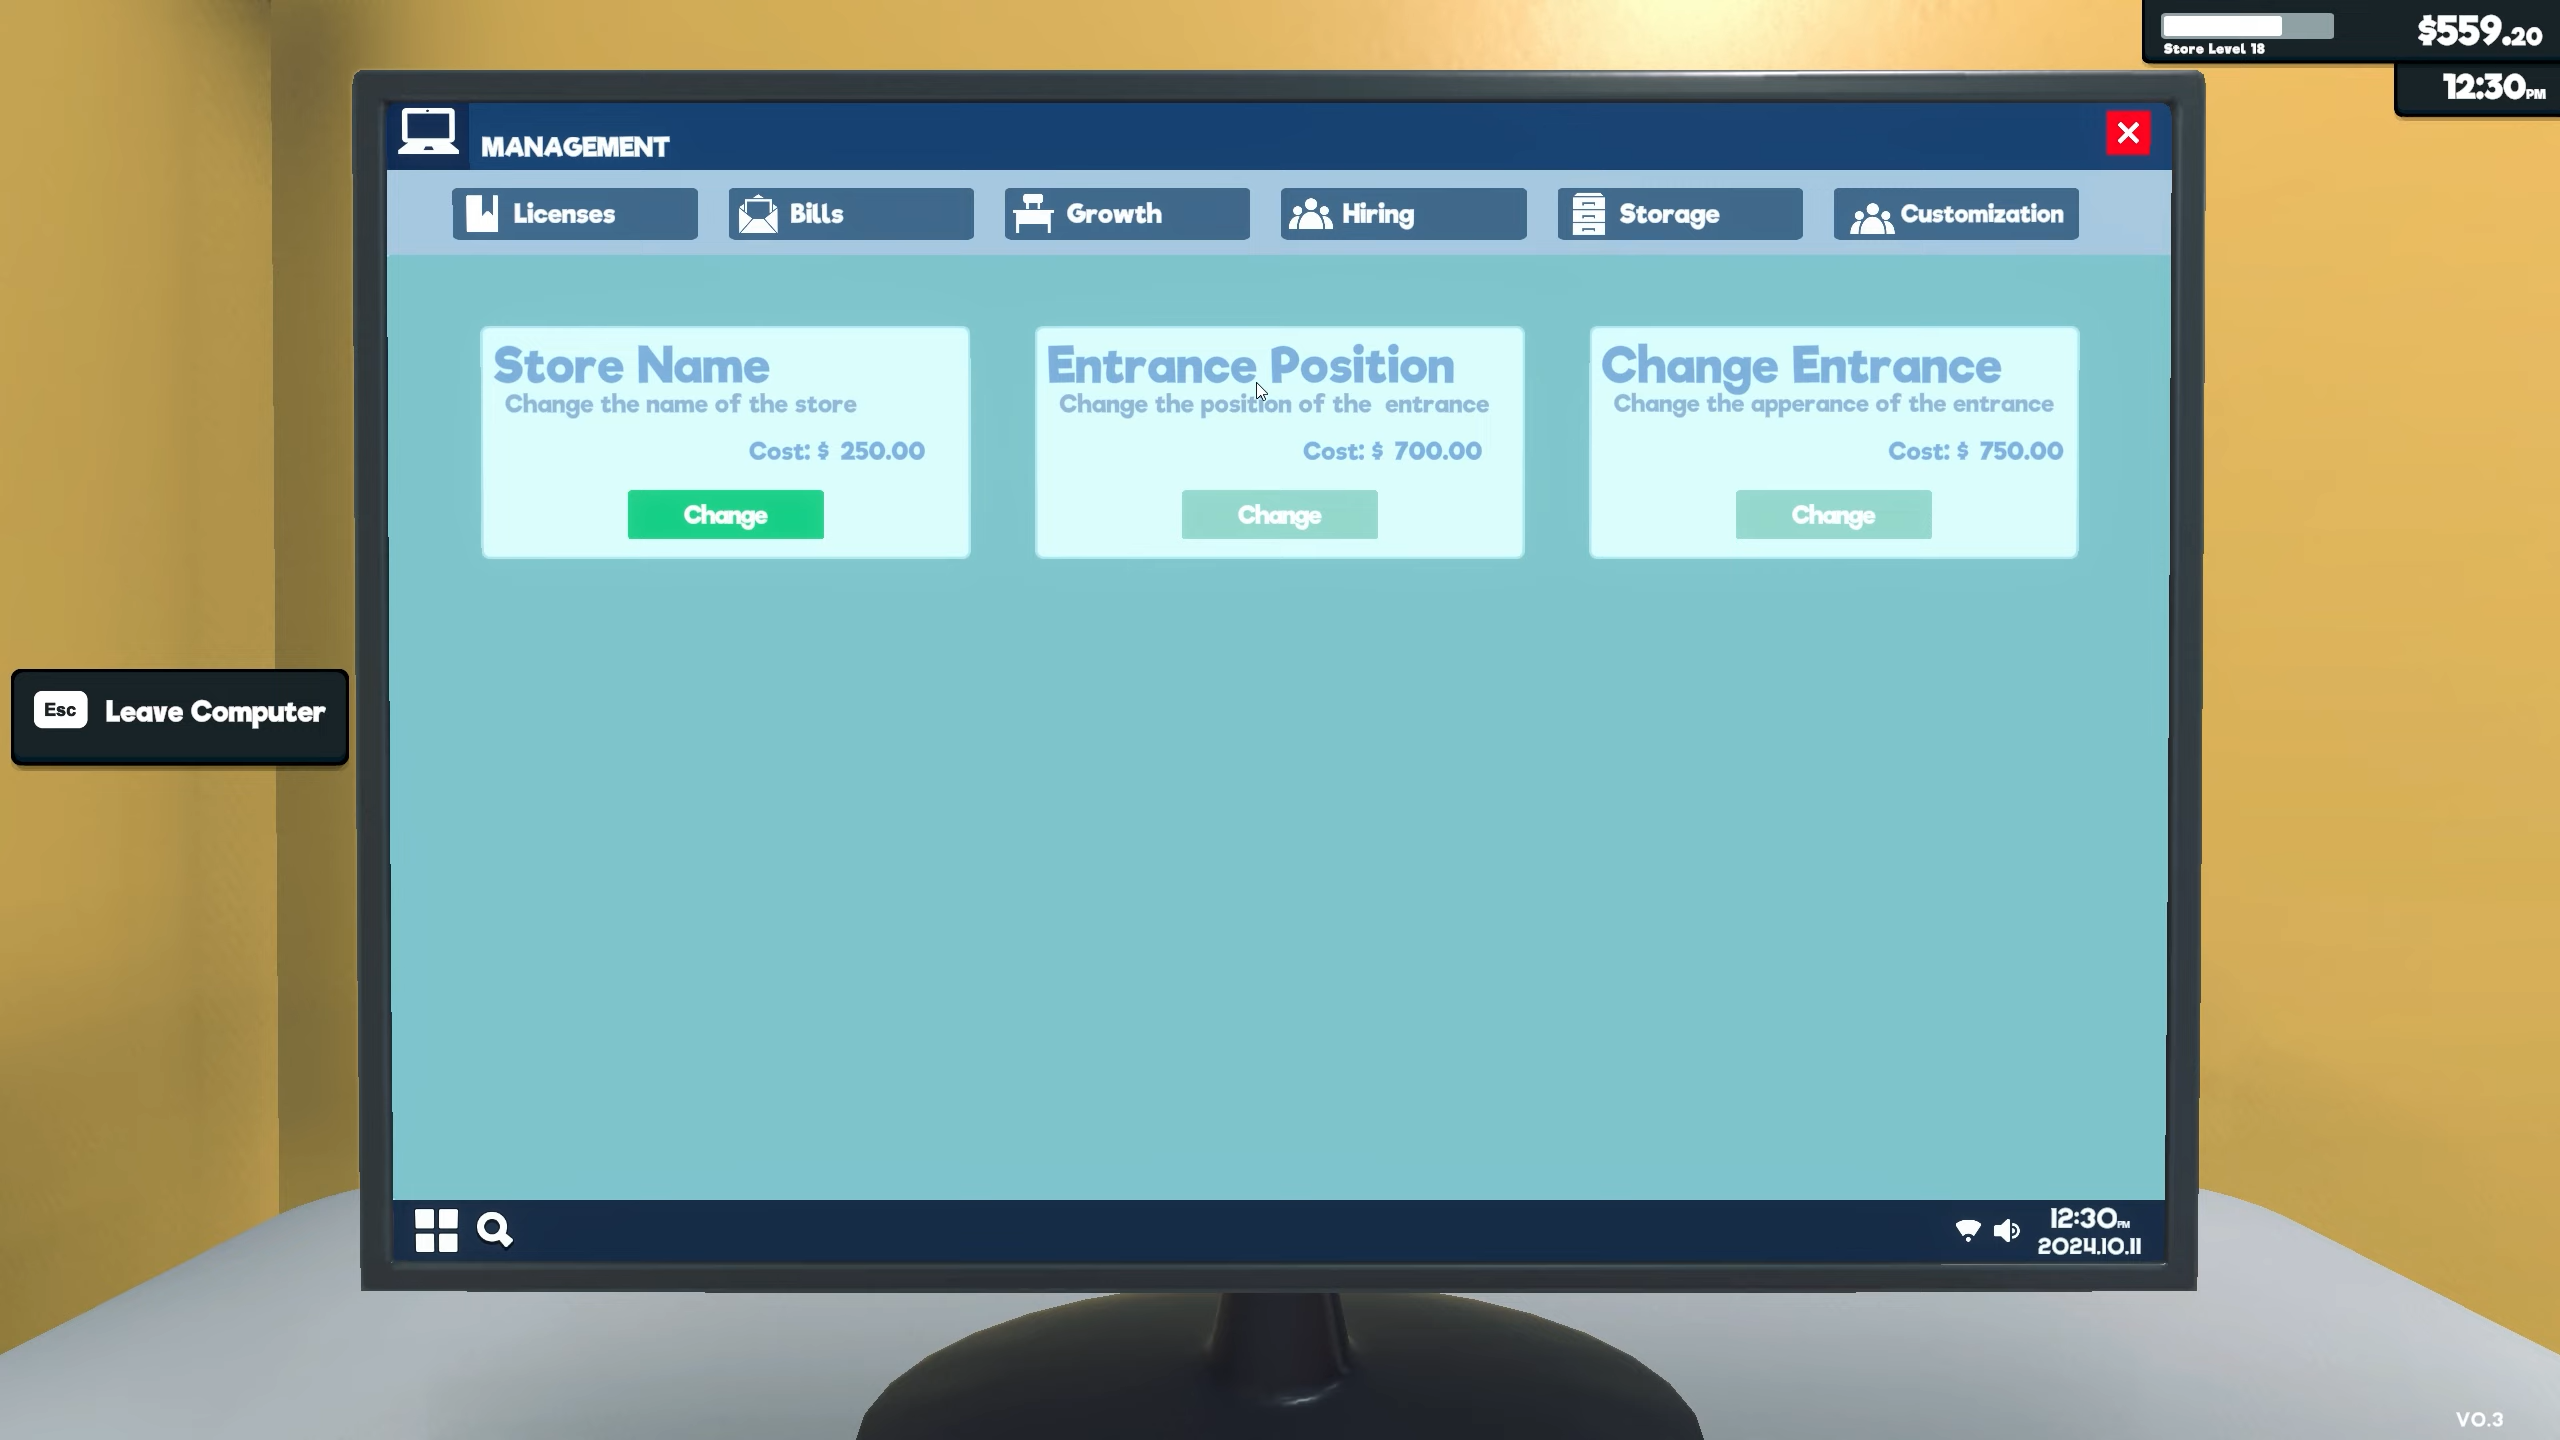 $559.20
Store Level 18
12:30PM
MANAGEMENT
Licenses
Bills
Growth
Hiring
Storage
Customization
Store Name
Change the name of the store
Cost: $ 250.00
Change
Entrance Position
Change the position of the entrance
Cost: $ 700.00
Change
Change Entrance
Change the apperance of the entrance
Cost: $ 750.00
Change
Esc Leave Computer
12:30PM
2024.10.11
V0.3